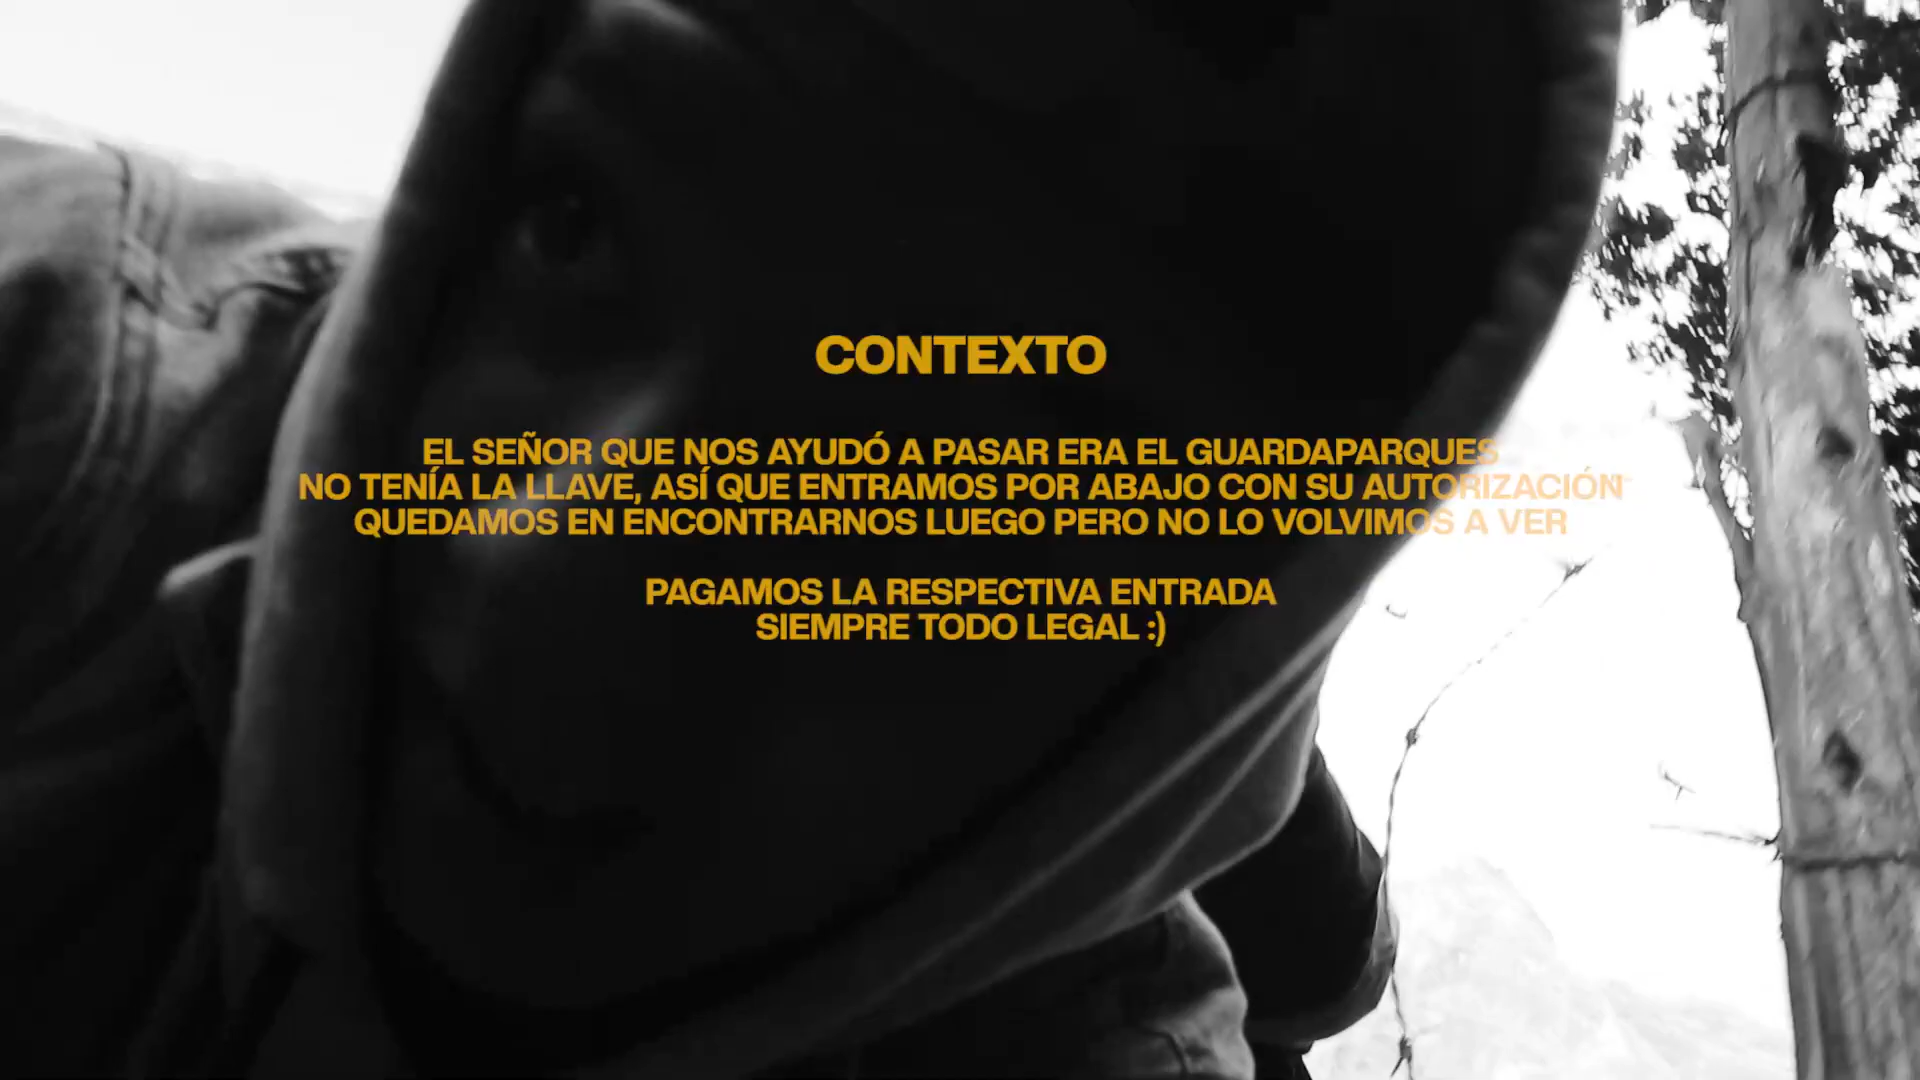 CONTEXTO
EL SEÑOR QUE NOS AYUDÓ A PASAR ERA EL GUARDAPARQUES
NO TENÍA LA LLAVE, ASÍ QUE ENTRAMOS POR ABAJO CON SU AUTORIZACIÓN
QUEDAMOS EN ENCONTRARNOS LUEGO PERO NO LO VOLVIMOS A VER
PAGAMOS LA RESPECTIVA ENTRADA
SIEMPRE TODO LEGAL :)